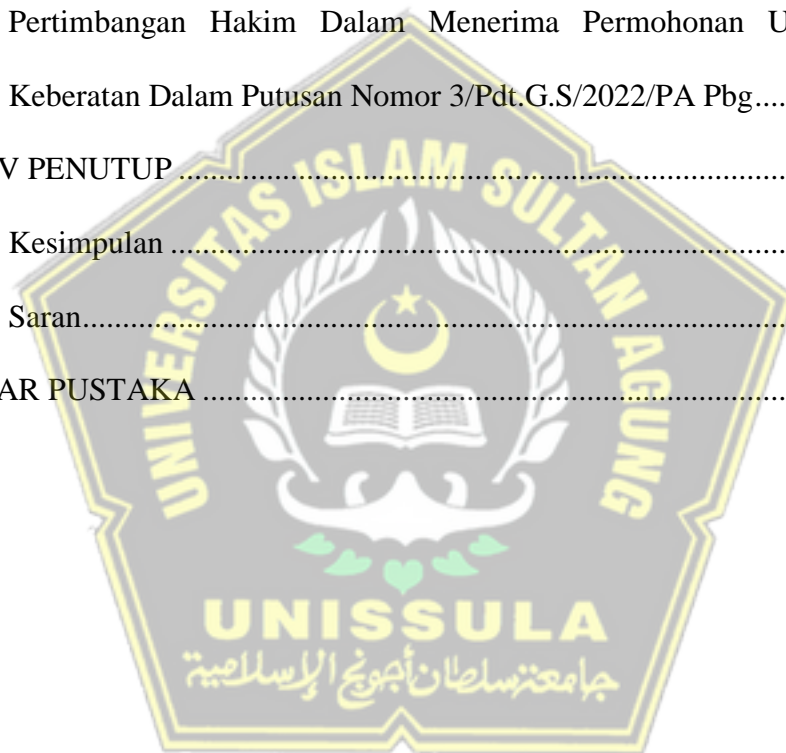 Pertimbangan Hakim Dalam Menerima Permohonan U
Keberatan Dalam Putusan Nomor 3/Pdt.G.S/2022/PA Pbg....
V PENUTUP ..........................................................................
Kesimpulan ..........................................................................
Saran..........................................................................
AR PUSTAKA ..........................................................................
UNIVERSITAS ISLAM SULTAN AGUNG
UNISSULA
جامعة سلطان أجونج الإسلامية